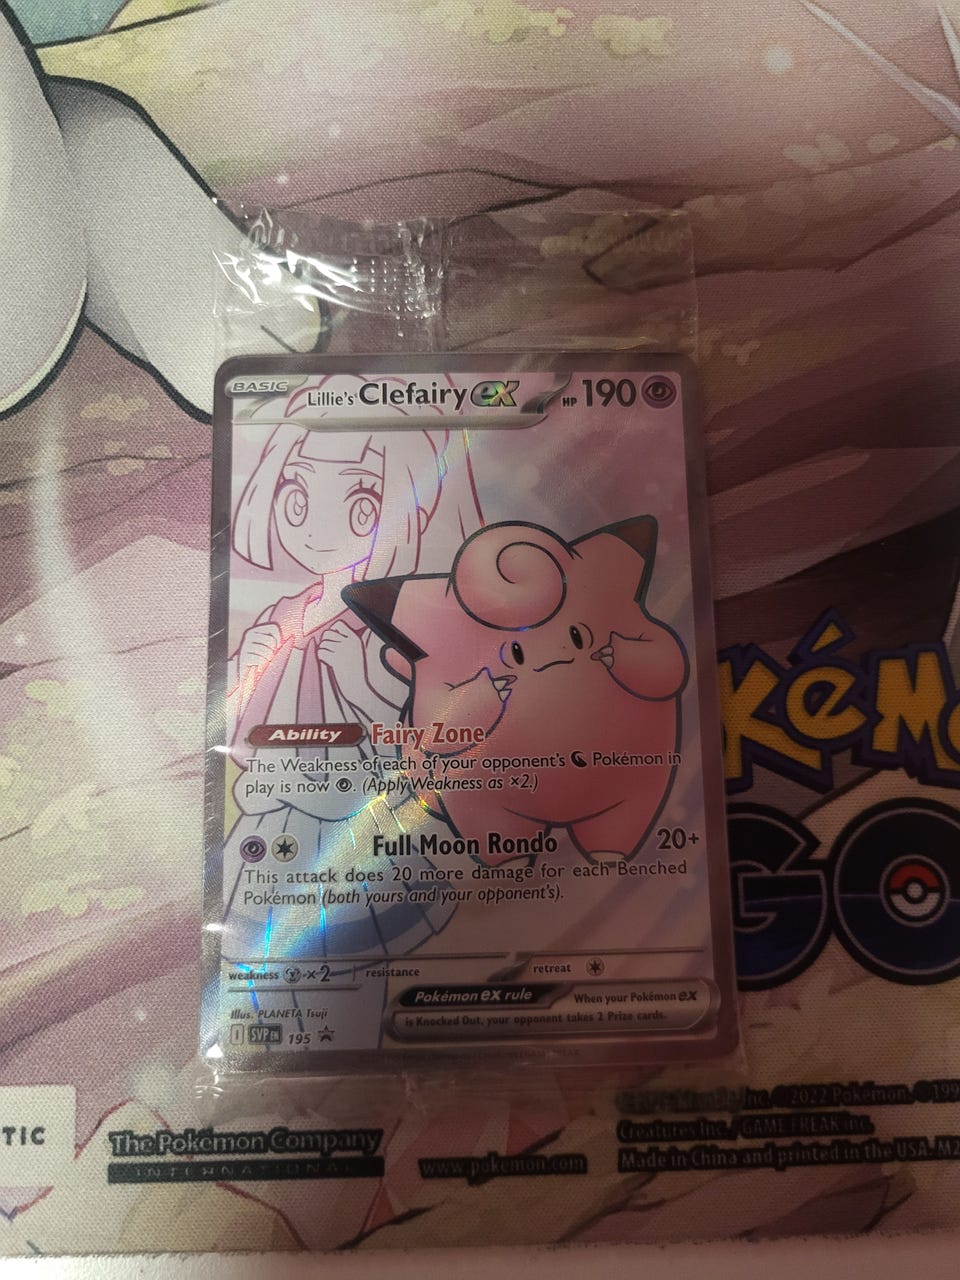 BASIC
Lillie's Clefairy ex HP 190
Ability Fairy Zone
The Weakness of each of your opponent's Pokémon in
play is now . (Apply Weakness as ×2.)
Full Moon Rondo 20+
This attack does 20 more damage for each Benched
Pokémon (both yours and your opponent's).
weakness ×2 resistance retreat
Pokémon ex rule When your Pokémon ex
is Knocked Out, your opponent takes 2 Prize cards.
Illus. PLANETA Tsuji
I SVP EN 195
Pokémo
GO
TIC
The Pokémon Company
INTERNATIONAL
www.pokemon.com
Inc. ©2022 Pokémon. ©199
Creatures Inc./GAME FREAK inc.
Made in China and printed in the USA. M2